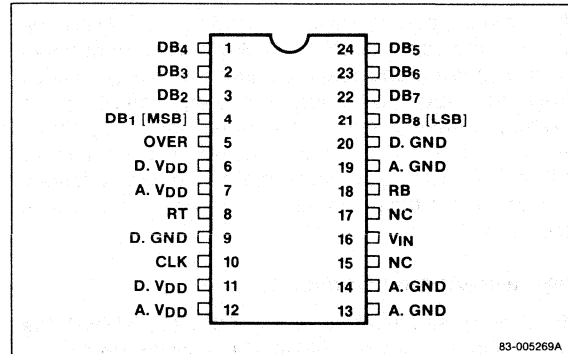 DB4 1 24 DB5
DB3 2 23 DB6
DB2 3 22 DB7
DB1 [MSB] 4 21 DB8 [LSB]
OVER 5 20 D. GND
D. VDD 6 19 A. GND
A. VDD 7 18 RB
RT 8 17 NC
D. GND 9 16 VIN
CLK 10 15 NC
D. VDD 11 14 A. GND
A. VDD 12 13 A. GND
83-005269A